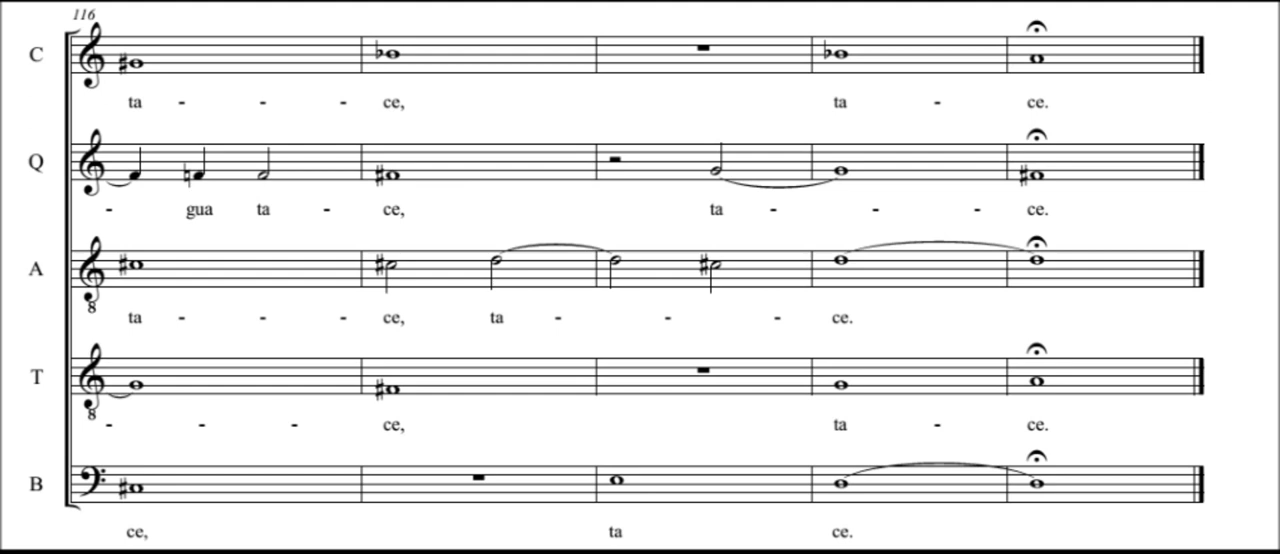 116
C
ta - - - ce, ta - ce.
Q
- gua ta - ce, ta - - - ce.
A
8
ta - - - ce, ta - - - ce.
T
8
- - - ce, ta - ce.
B
ce, ta ce.